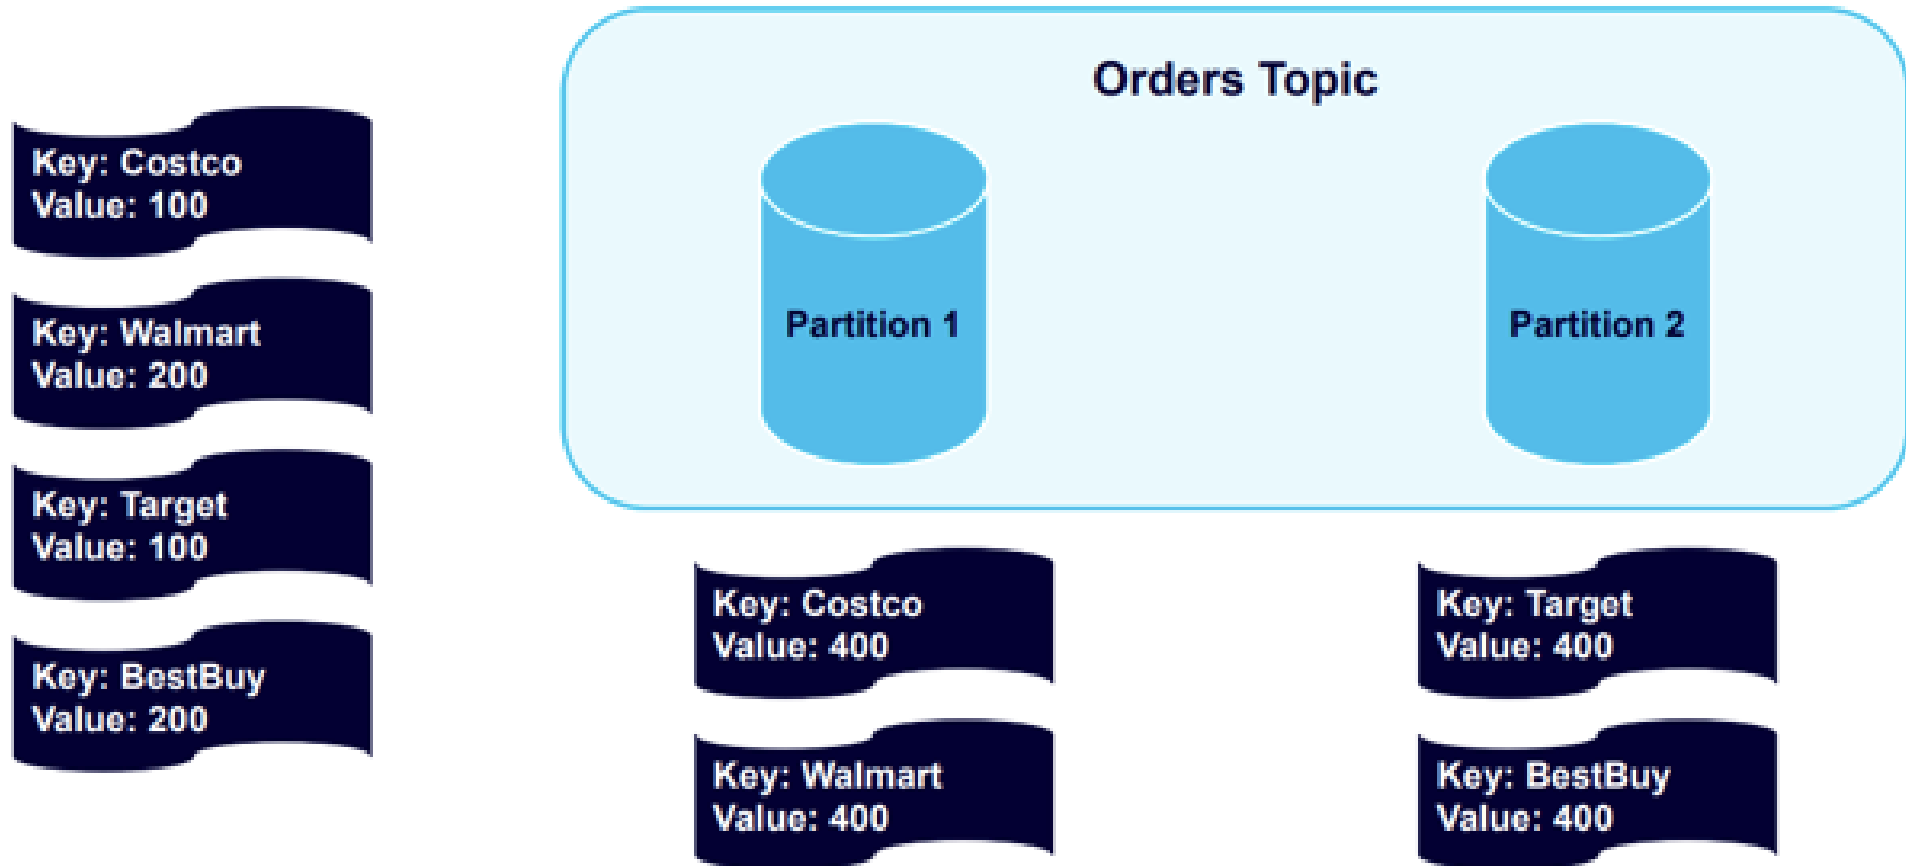 Orders Topic
Key: Costco
Value: 100
Key: Walmart
Value: 200
Key: Target
Value: 100
Key: BestBuy
Value: 200
Partition 1
Partition 2
Key: Costco
Value: 400
Key: Walmart
Value: 400
Key: Target
Value: 400
Key: BestBuy
Value: 400